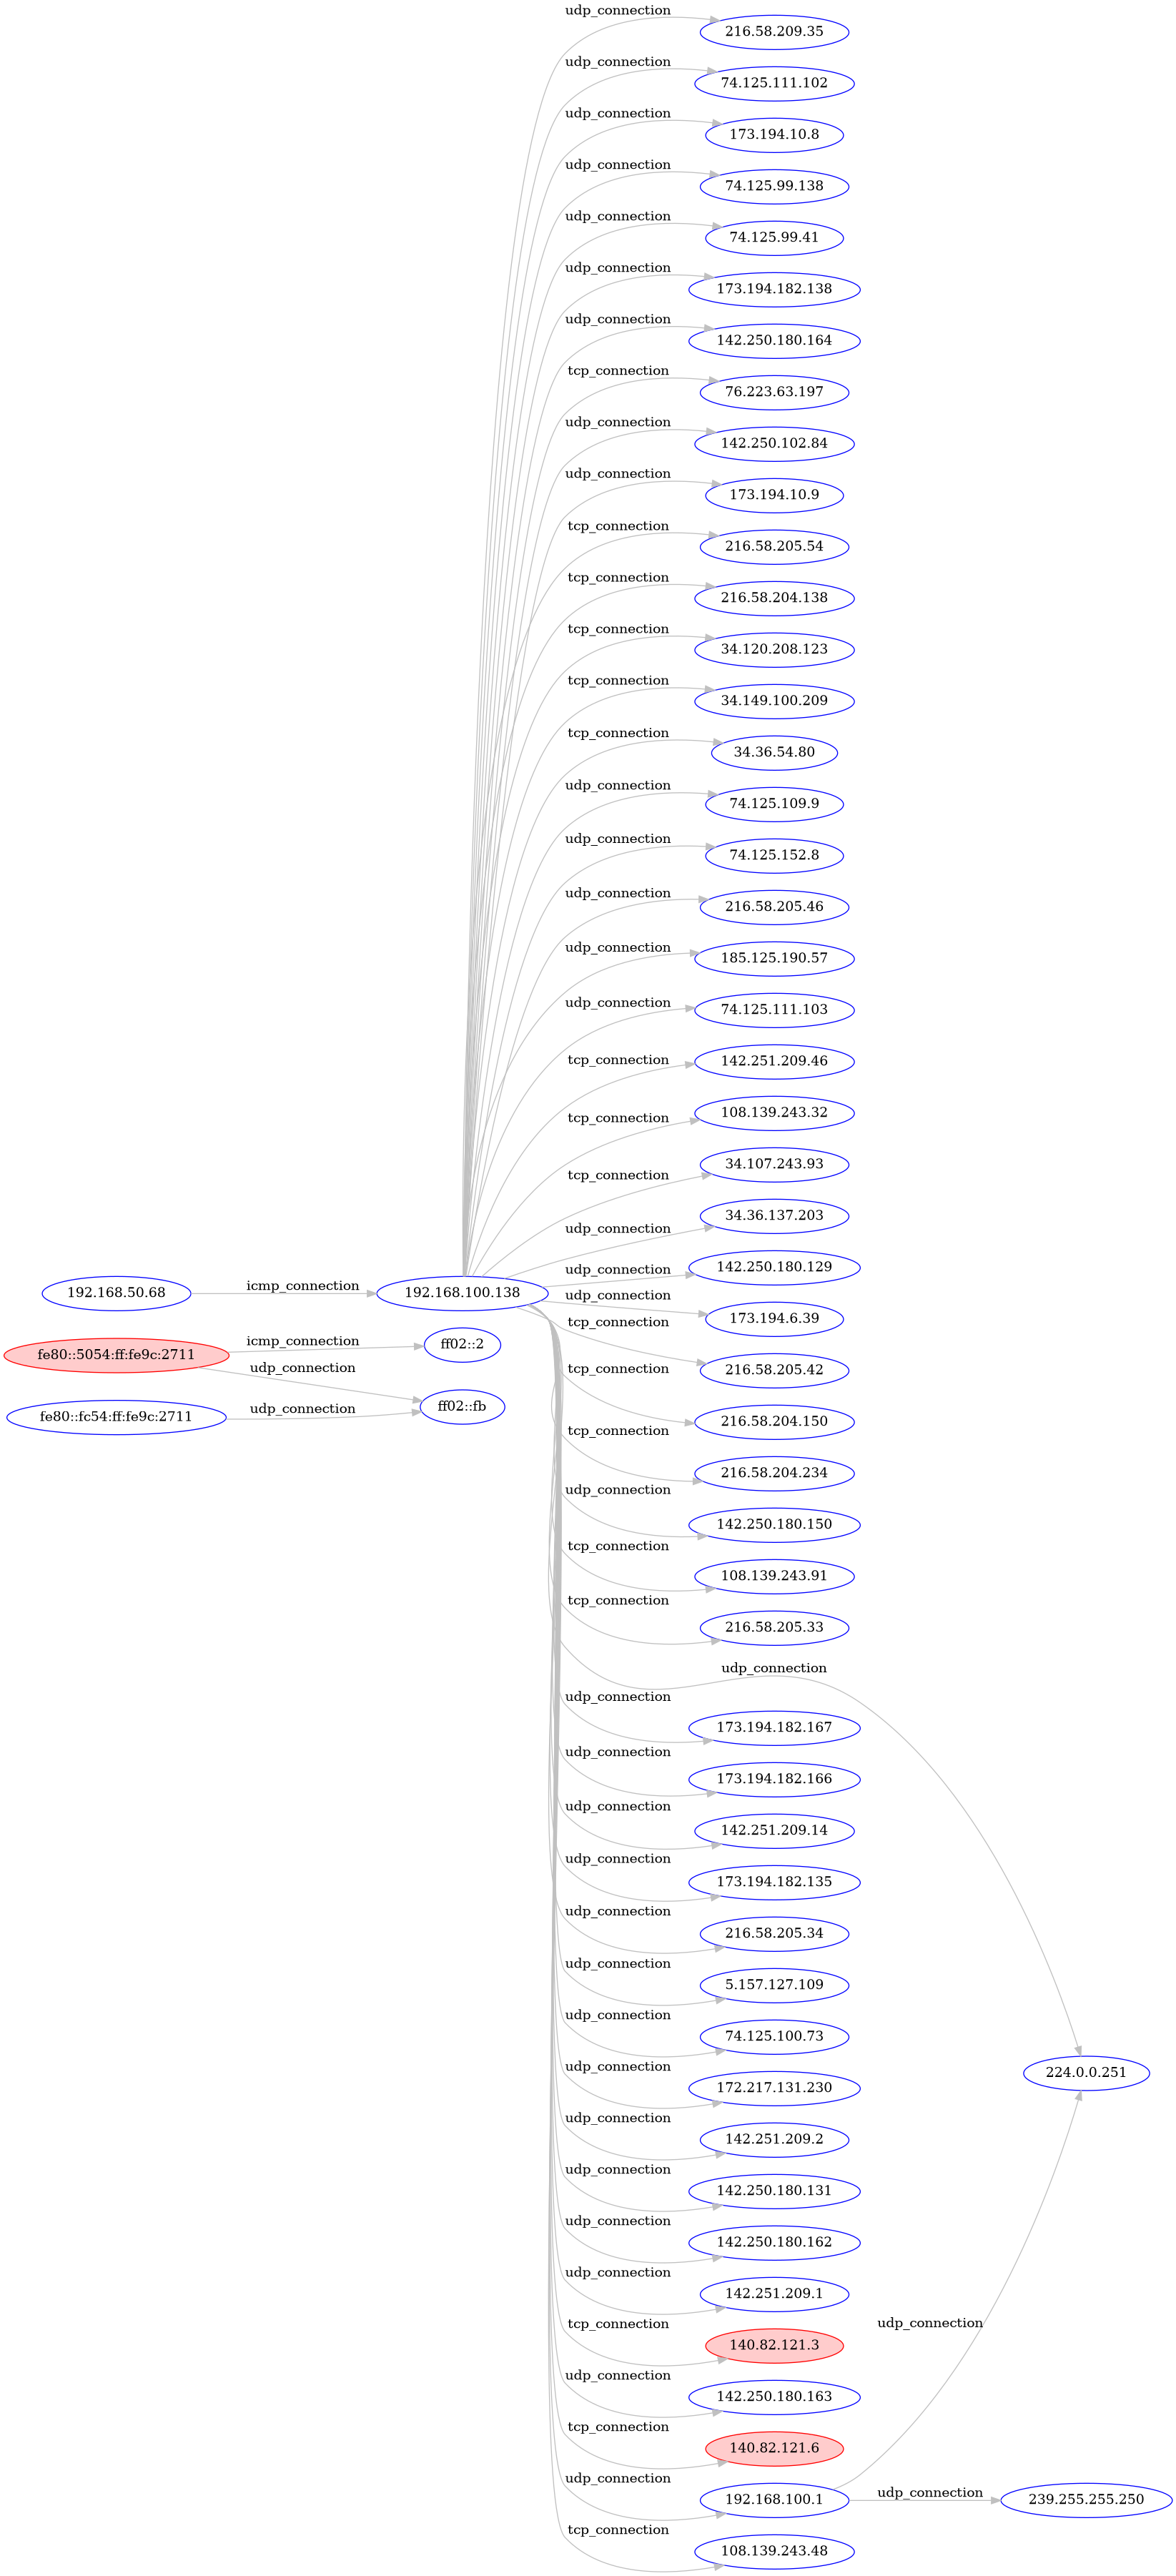 udp_connection
216.58.209.35
udp_connection
74.125.111.102
udp_connection
173.194.10.8
udp_connection
74.125.99.138
udp_connection
74.125.99.41
udp_connection
173.194.182.138
udp_connection
142.250.180.164
tcp_connection
76.223.63.197
udp_connection
142.250.102.84
udp_connection
173.194.10.9
tcp_connection
216.58.205.54
tcp_connection
216.58.204.138
tcp_connection
34.120.208.123
tcp_connection
34.149.100.209
tcp_connection
34.36.54.80
udp_connection
74.125.109.9
udp_connection
74.125.152.8
udp_connection
216.58.205.46
udp_connection
185.125.190.57
udp_connection
74.125.111.103
tcp_connection
142.251.209.46
tcp_connection
108.139.243.32
tcp_connection
34.107.243.93
udp_connection
34.36.137.203
udp_connection
142.250.180.129
192.168.50.68
icmp_connection
192.168.100.138
udp_connection
173.194.6.39
tcp_connection
fe80::5054:ff:fe9c:2711
icmp_connection
ff02::2
216.58.205.42
udp_connection
tcp_connection
fe80::fc54:ff:fe9c:2711
udp_connection
ff02::fb
216.58.204.150
tcp_connection
216.58.204.234
udp_connection
142.250.180.150
tcp_connection
108.139.243.91
tcp_connection
216.58.205.33
udp_connection
udp_connection
173.194.182.167
udp_connection
173.194.182.166
udp_connection
142.251.209.14
udp_connection
173.194.182.135
udp_connection
216.58.205.34
udp_connection
5.157.127.109
udp_connection
74.125.100.73
224.0.0.251
udp_connection
172.217.131.230
udp_connection
142.251.209.2
udp_connection
142.250.180.131
udp_connection
142.250.180.162
udp_connection
142.251.209.1
tcp_connection
udp_connection
140.82.121.3
udp_connection
142.250.180.163
tcp_connection
140.82.121.6
udp_connection
192.168.100.1
udp_connection
239.255.255.250
tcp_connection
108.139.243.48